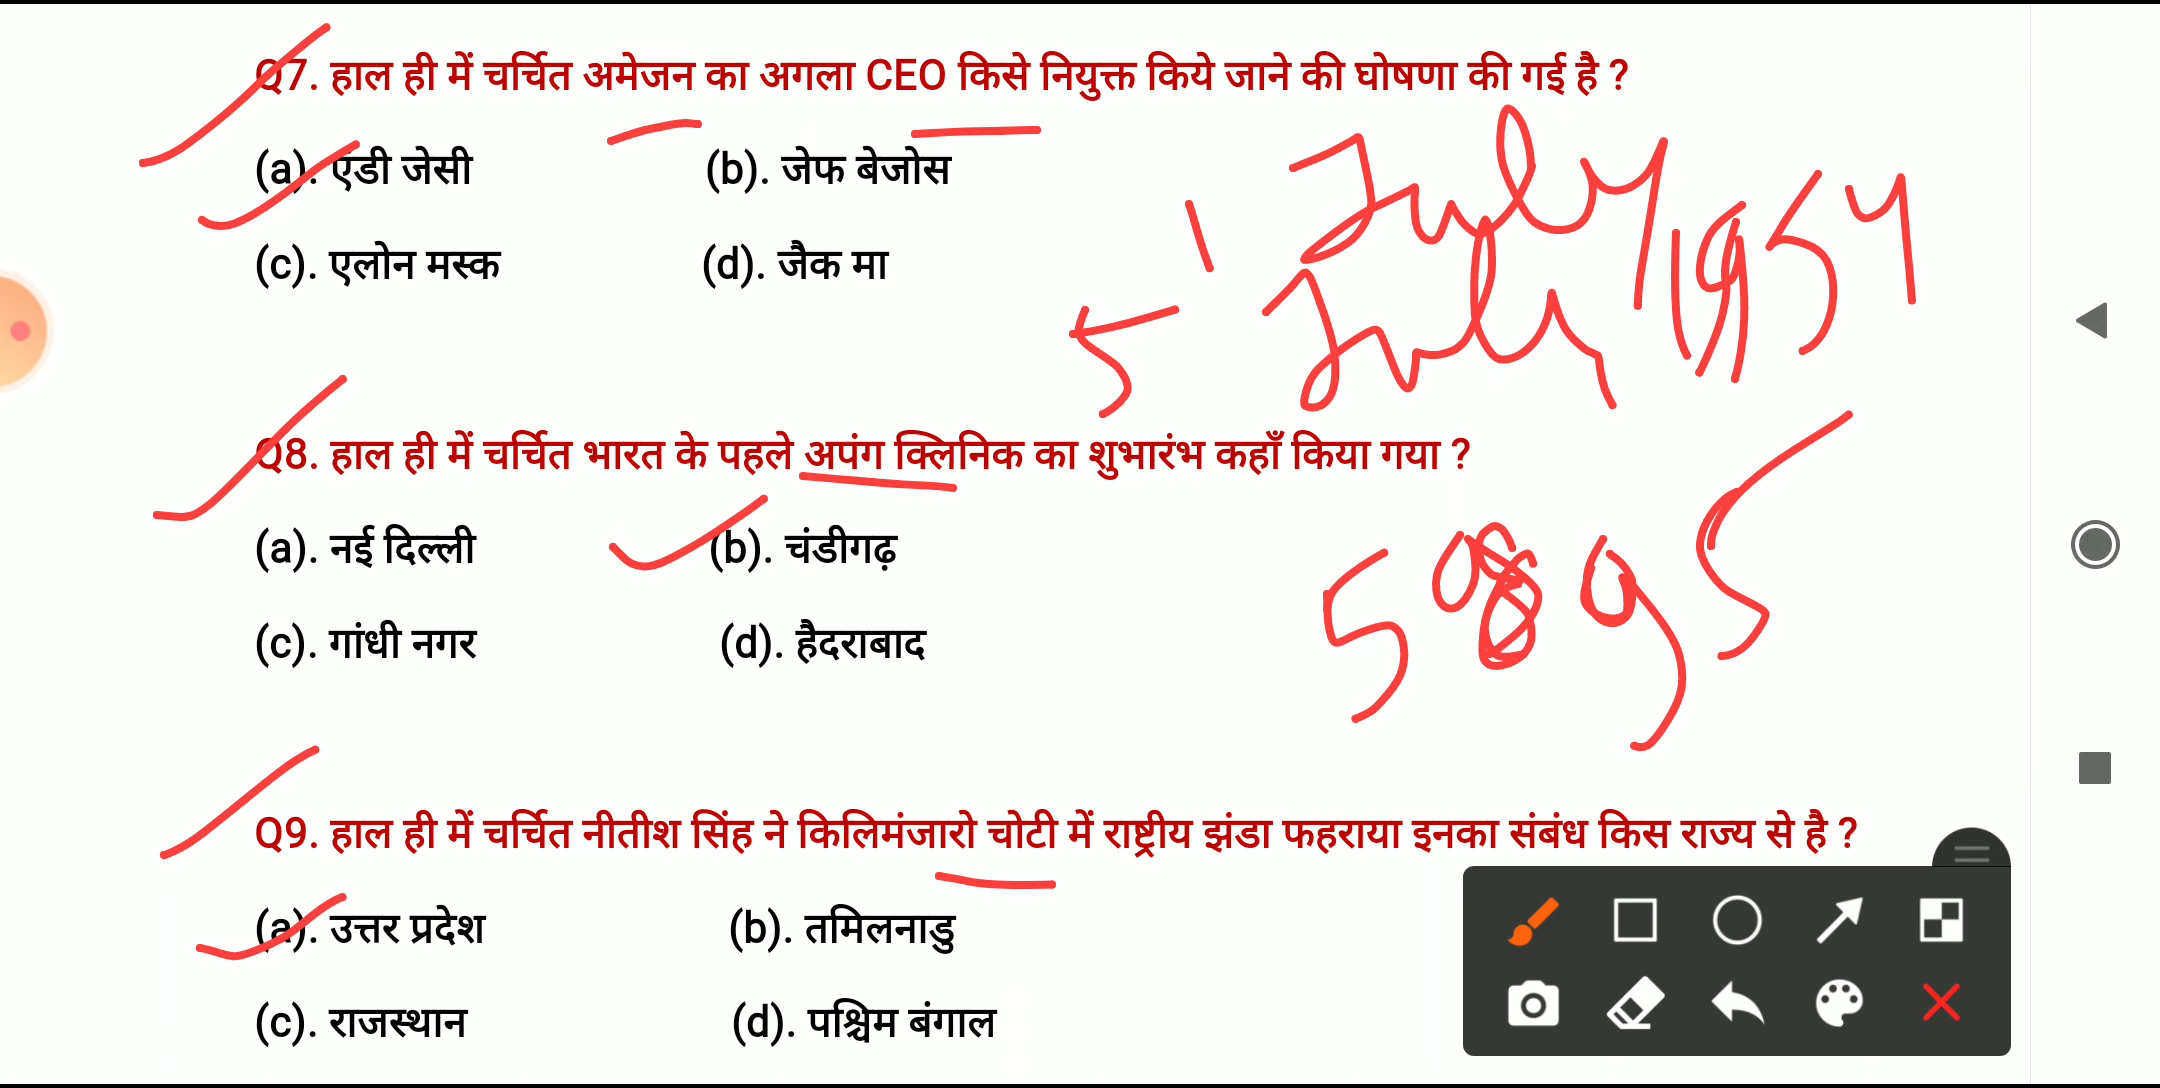 Q7. हाल ही में चर्चित अमेजन का अगला CEO किसे नियुक्त किये जाने की घोषणा की गई है ?
(a). एंडी जेसी (b). जेफ बेजोस
1 July 1954
(c). एलोन मस्क (d). जैक मा
5 July
Q8. हाल ही में चर्चित भारत के पहले अपंग क्लिनिक का शुभारंभ कहाँ किया गया ?
(a). नई दिल्ली (b). चंडीगढ़
(c). गांधी नगर (d). हैदराबाद
Q9. हाल ही में चर्चित नीतीश सिंह ने किलिमंजारो चोटी में राष्ट्रीय झंडा फहराया इनका संबंध किस राज्य से है ?
(a). उत्तर प्रदेश (b). तमिलनाडु
(c). राजस्थान (d). पश्चिम बंगाल